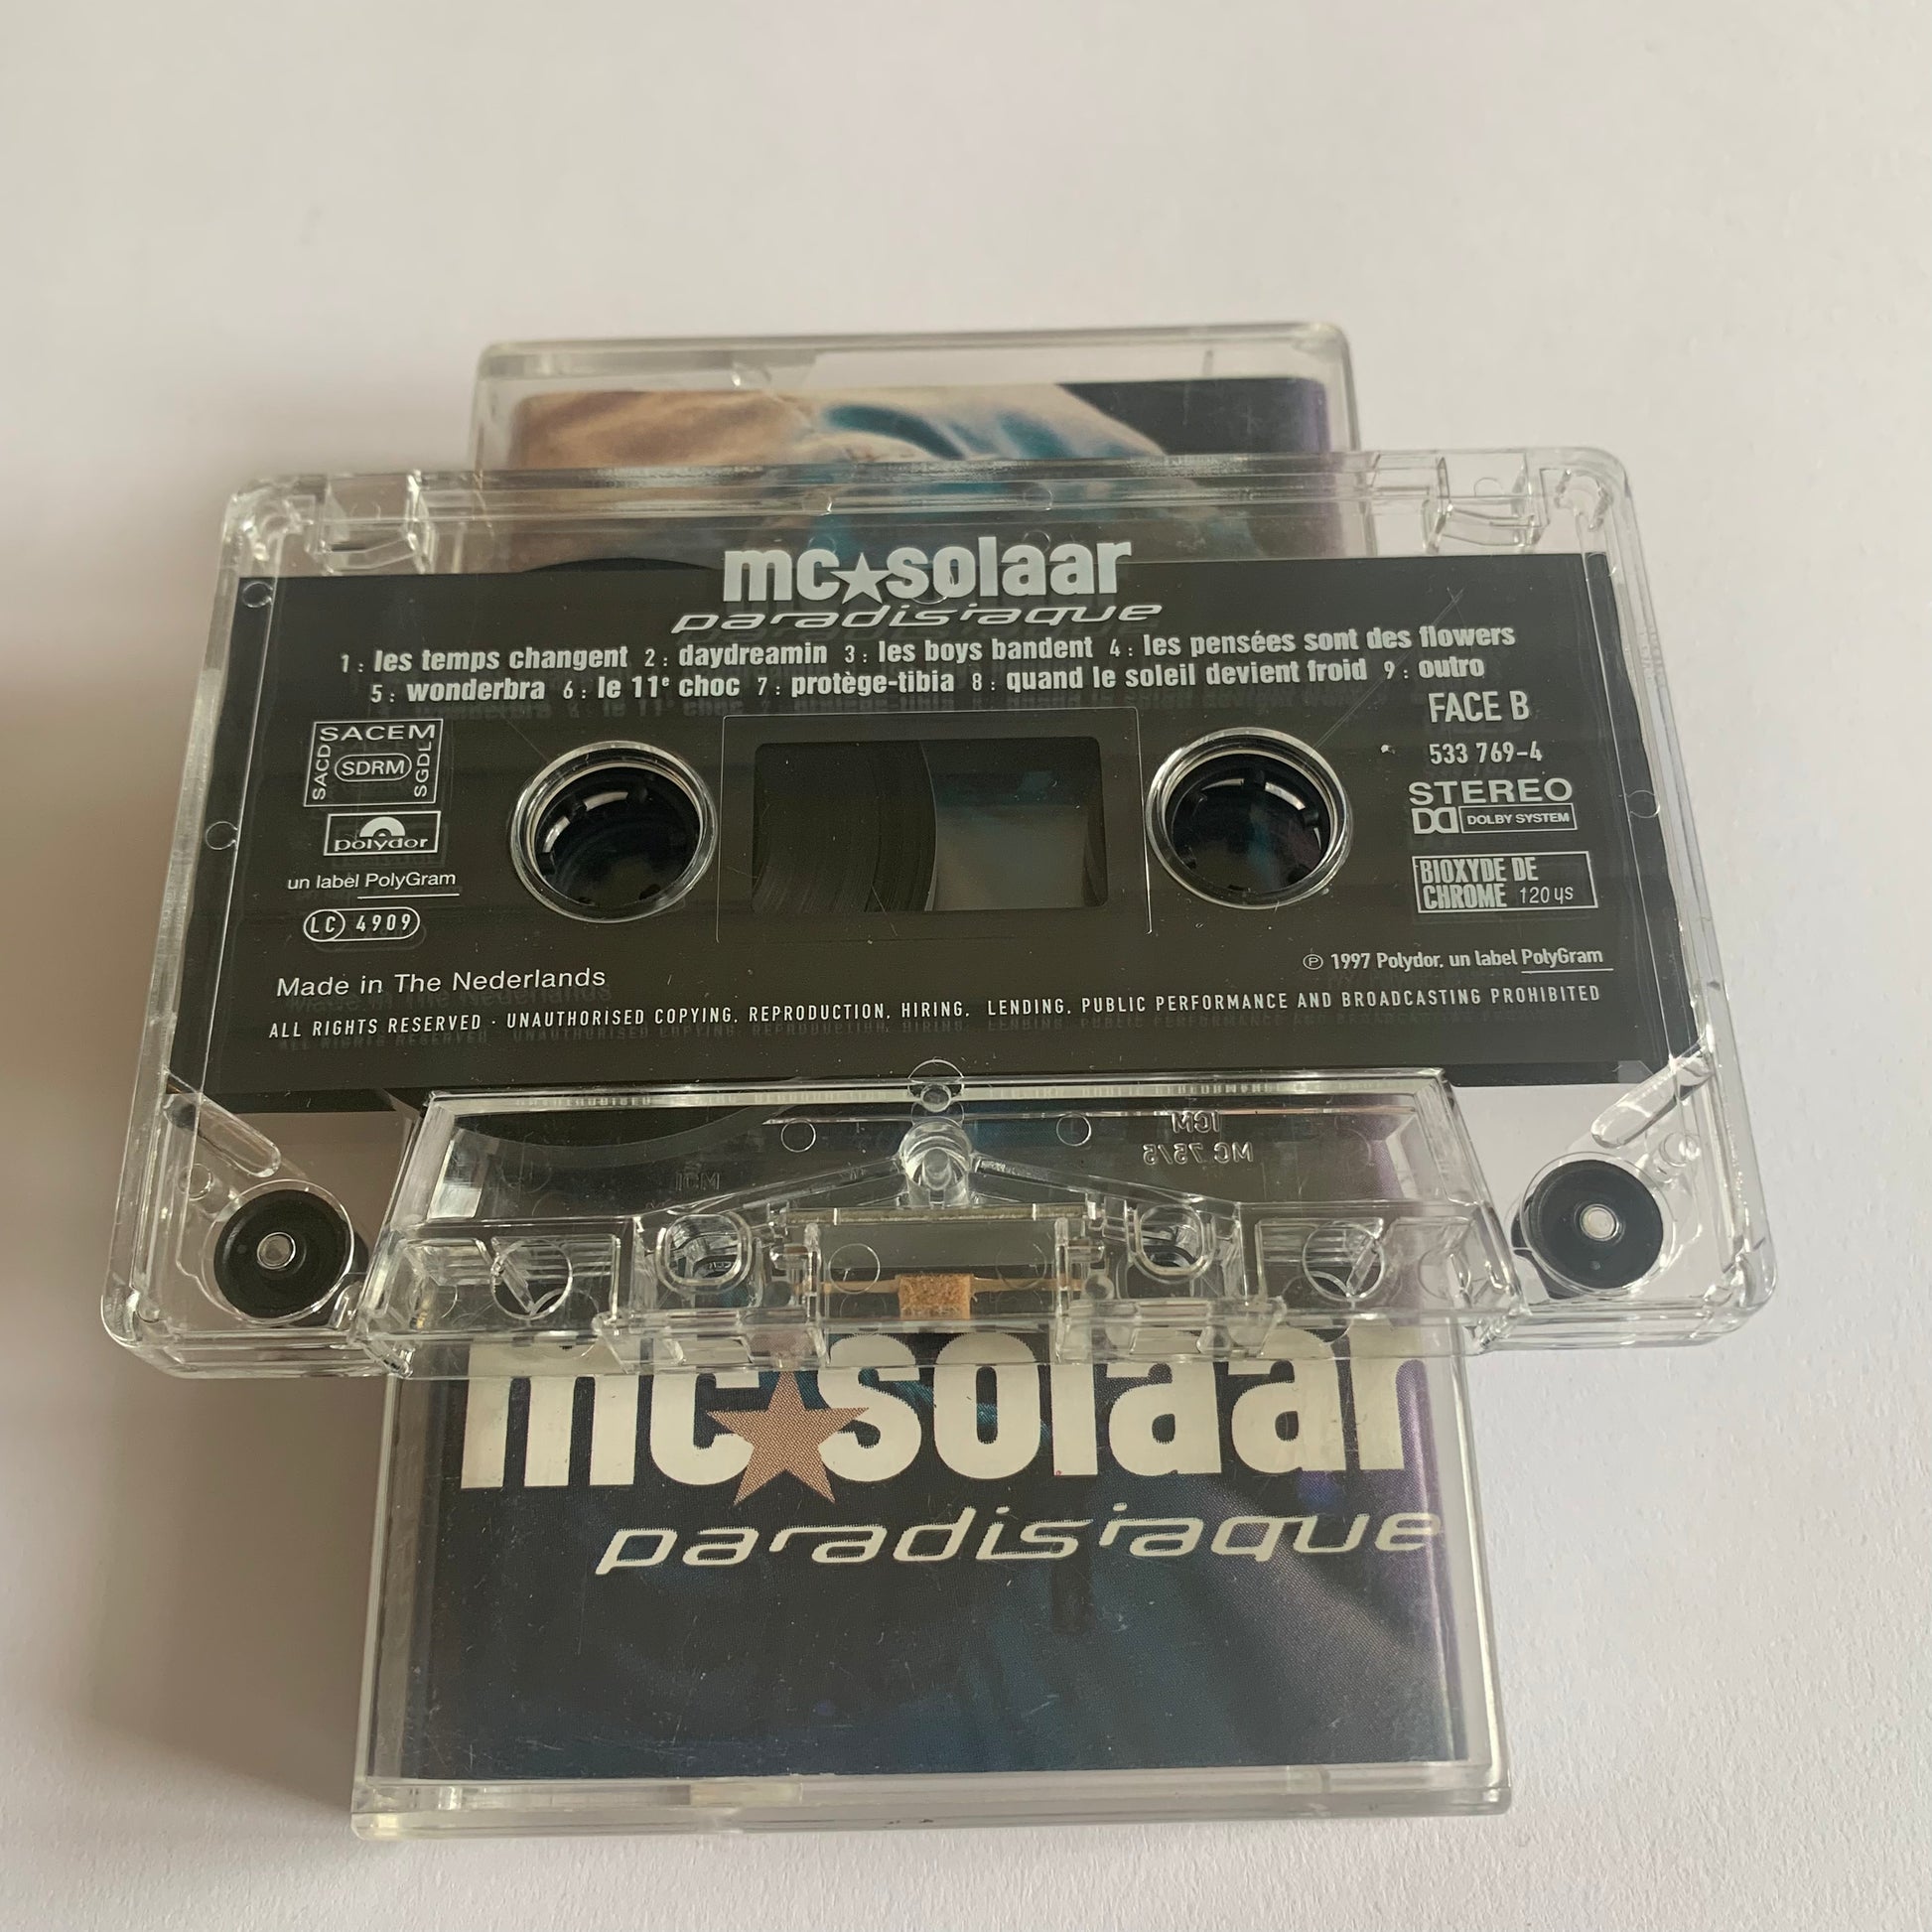 mc★solaar
paradisiaque
1 : les temps changent 2 : daydreamin 3 : les boys bandent 4 : les pensées sont des flowers
5 : wonderbra 6 : le 11e choc 7 : protège-tibia 8 : quand le soleil devient froid 9 : outro
FACE B
533 769-4
STEREO
DOLBY SYSTEM
BIOXYDE DE
CHROME 120 µs
SACEM
SACD
SDRM
SGDL
polydor
un label PolyGram
LC 4909
Made in The Nederlands
℗ 1997 Polydor, un label PolyGram
ALL RIGHTS RESERVED · UNAUTHORISED COPYING, REPRODUCTION, HIRING, LENDING, PUBLIC PERFORMANCE AND BROADCASTING PROHIBITED
ICM
MC 75/5
ICM
mc★solaar
paradisiaque